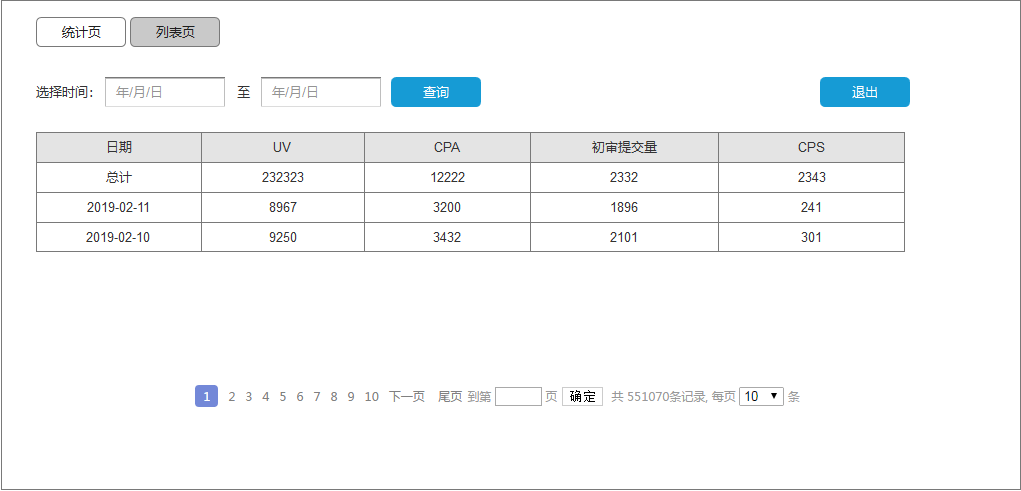 统计页 列表页
选择时间： 年/月/日 至 年/月/日 查询 退出
日期 UV CPA 初审提交量 CPS
总计 232323 12222 2332 2343
2019-02-11 8967 3200 1896 241
2019-02-10 9250 3432 2101 301
1 2 3 4 5 6 7 8 9 10 下一页 尾页 到第 页 确定 共 551070条记录, 每页 10 条